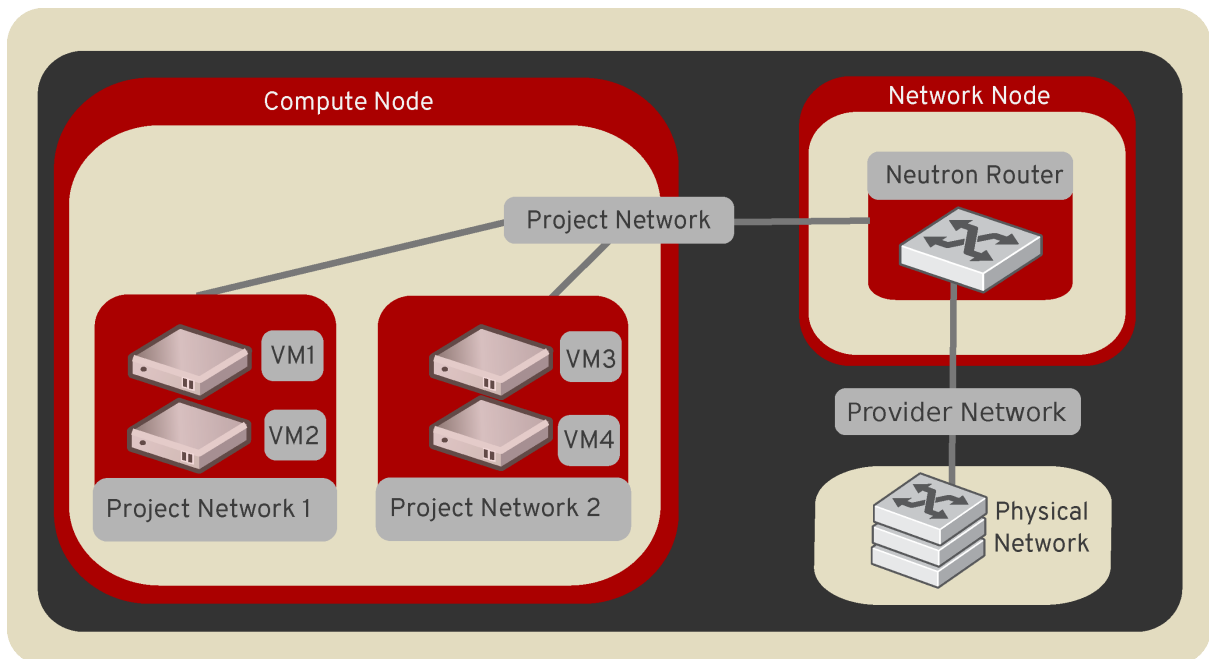 Compute Node
Network Node
Neutron Router
Project Network
VM1
VM2
Project Network 1
VM3
VM4
Project Network 2
Provider Network
Physical
Network